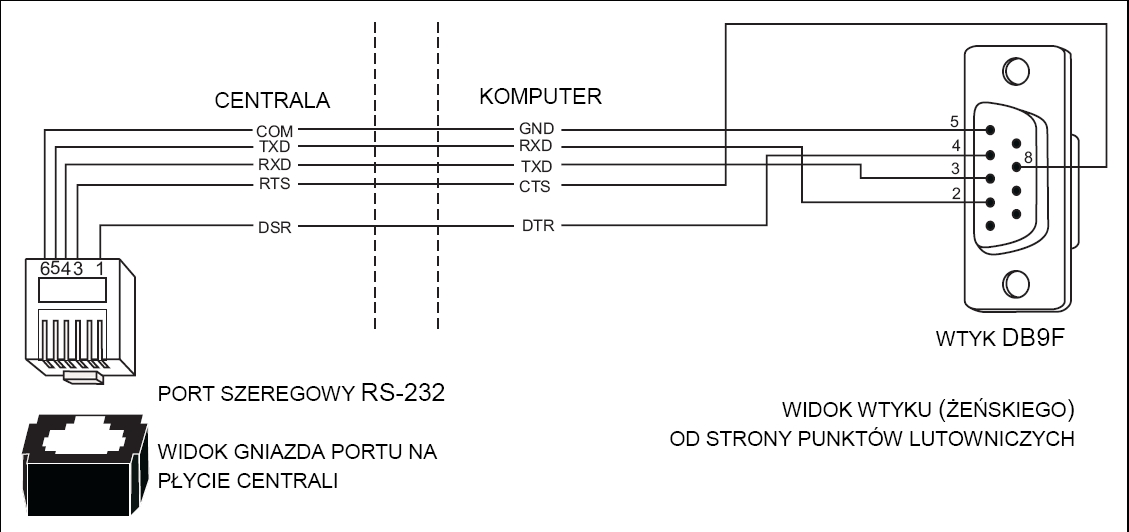 CENTRALA
KOMPUTER
COM GND 5
TXD RXD 4
RXD TXD 3 8
RTS CTS 2
DSR DTR
6543 1
WTYK DB9F
PORT SZEREGOWY RS-232
WIDOK WTYKU (ŻEŃSKIEGO)
OD STRONY PUNKTÓW LUTOWNICZYCH
WIDOK GNIAZDA PORTU NA
PŁYCIE CENTRALI